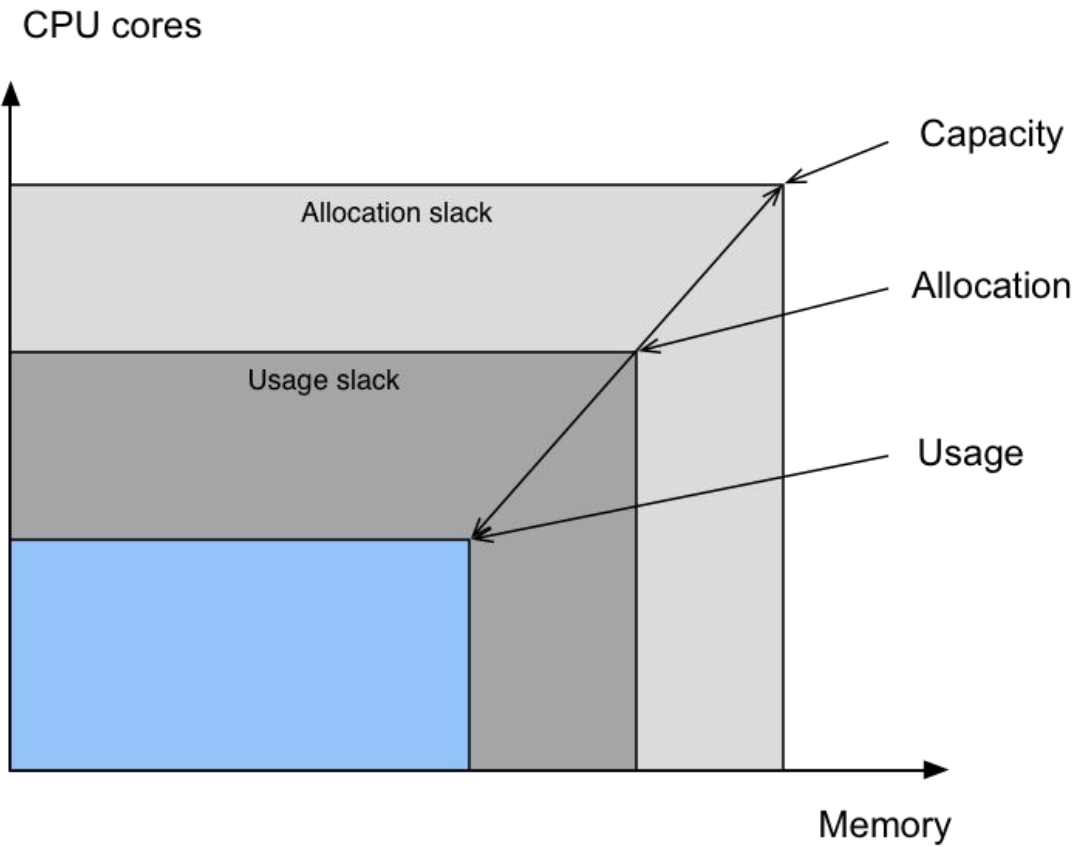 CPU cores
Capacity
Allocation slack
Allocation
Usage slack
Usage
Memory